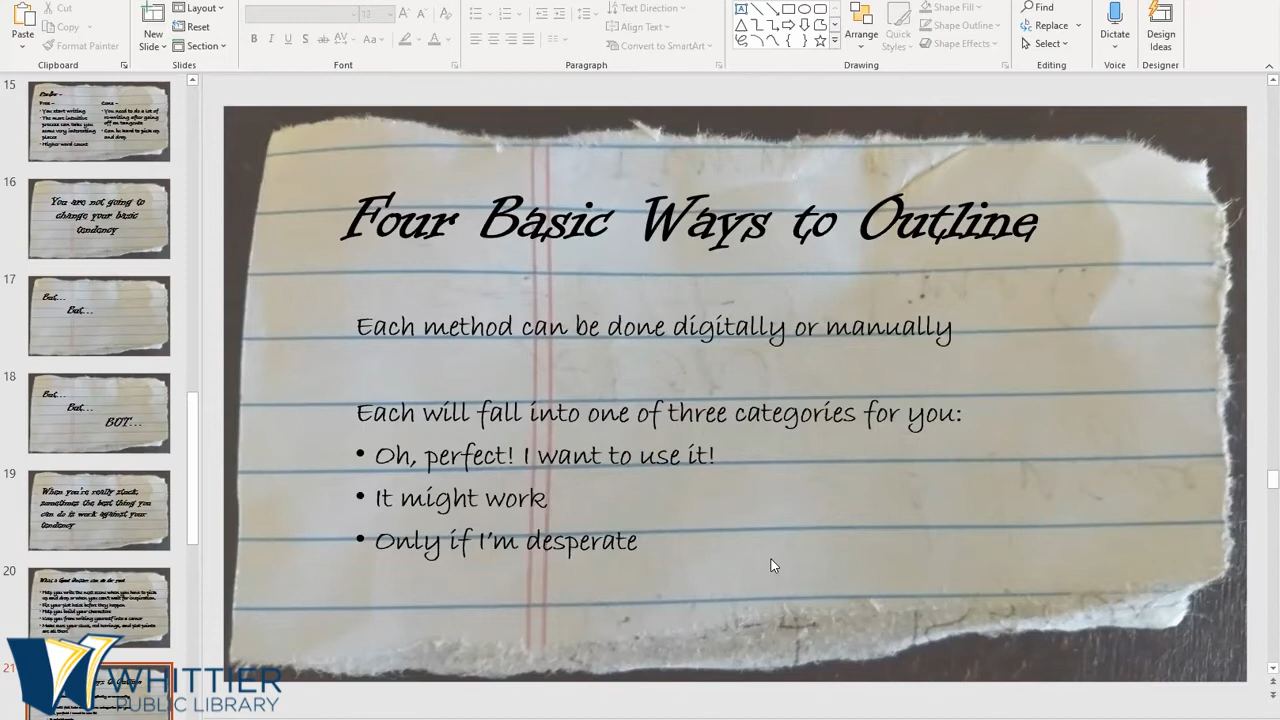 Cut
Copy
Format Painter
Paste
Clipboard
New
Slide
Layout
Reset
Section
Slides
12
Font
Text Direction
Align Text
Convert to SmartArt
Paragraph
Arrange
Quick
Styles
Shape Fill
Shape Outline
Shape Effects
Drawing
Find
Replace
Select
Editing
Dictate
Voice
Design
Ideas
Designer
15
16
You are not going to
change your basic
tendency
17
But...
But...
18
But...
But...
BUT...
19
When you're really stuck,
sometimes the best thing you
can do is work against your
tendency
20
21
Four Basic Ways to Outline
Each method can be done digitally or manually
Each will fall into one of three categories for you:
• Oh, perfect! I want to use it!
• It might work
• Only if I'm desperate
WHITTIER
PUBLIC LIBRARY